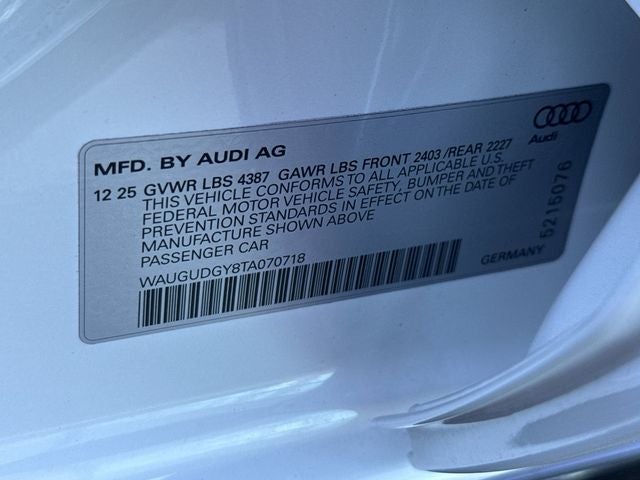 MFD. BY AUDI AG
Audi
12 25 GVWR LBS 4387 GAWR LBS FRONT 2403 /REAR 2227
THIS VEHICLE CONFORMS TO ALL APPLICABLE U.S.
FEDERAL MOTOR VEHICLE SAFETY, BUMPER AND THEFT
PREVENTION STANDARDS IN EFFECT ON THE DATE OF
MANUFACTURE SHOWN ABOVE
PASSENGER CAR
WAUGUDGY8TA070718
GERMANY
5215076